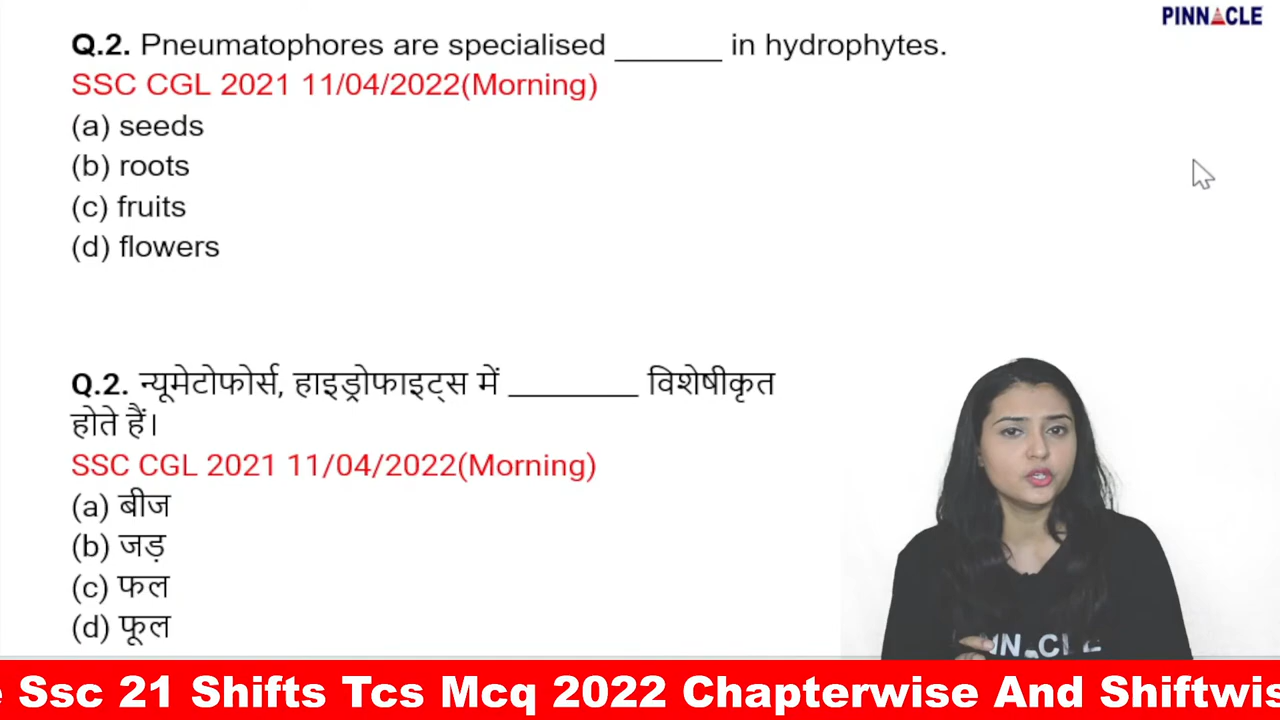 PINNACLE
Q.2. Pneumatophores are specialised _______ in hydrophytes.
SSC CGL 2021 11/04/2022(Morning)
(a) seeds
(b) roots
(c) fruits
(d) flowers
Q.2. न्यूमेटोफोर्स, हाइड्रोफाइट्स में ________ विशेषीकृत
होते हैं।
SSC CGL 2021 11/04/2022(Morning)
(a) बीज
(b) जड़
(c) फल
(d) फूल
e Ssc 21 Shifts Tcs Mcq 2022 Chapterwise And Shiftwis